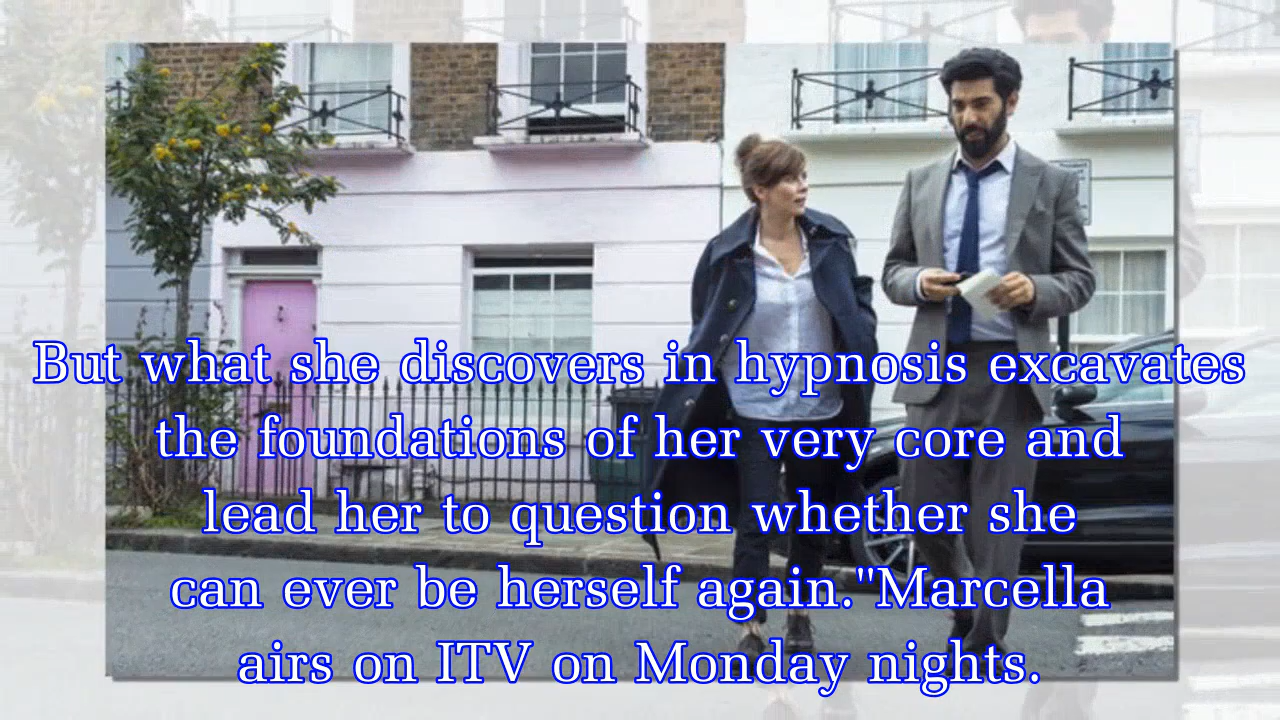 But what she discovers in hypnosis excavates
the foundations of her very core and
lead her to question whether she
can ever be herself again."Marcella
airs on ITV on Monday nights.